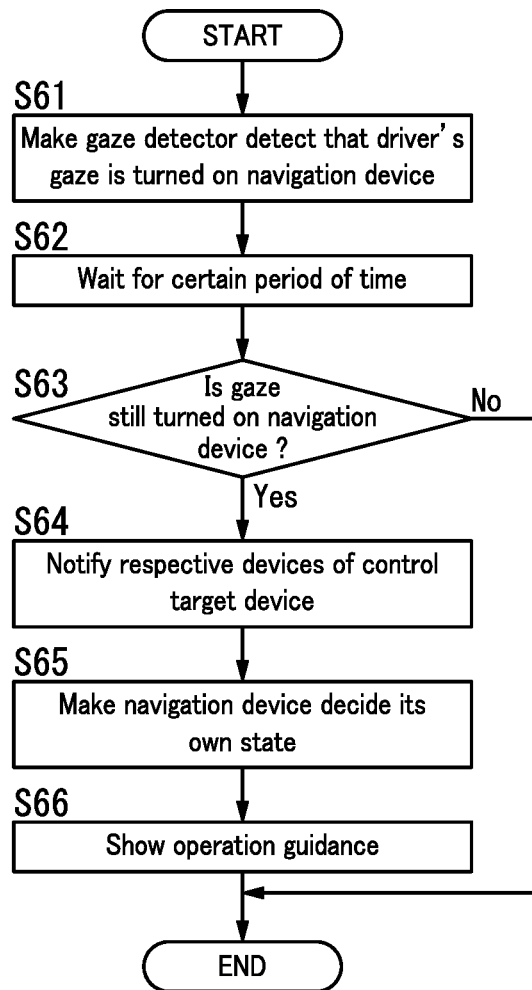 START
S61
Make gaze detector detect that driver's
gaze is turned on navigation device
S62
Wait for certain period of time
S63
Is gaze
still turned on navigation
device ?
No
Yes
S64
Notify respective devices of control
target device
S65
Make navigation device decide its
own state
S66
Show operation guidance
END